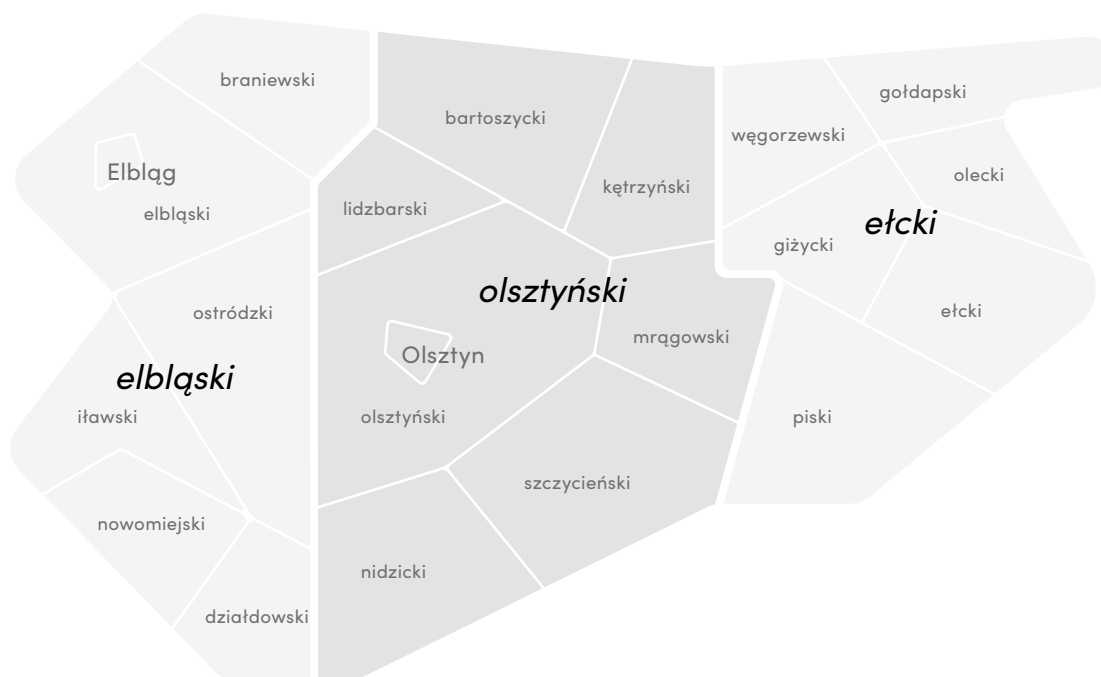 braniewski
bartoszycki
gołdapski
węgorzewski
Elbląg
olecki
kętrzyński
lidzbarski
elbląski
ełcki
giżycki
olsztyński
ostródzki
ełcki
mrągowski
Olsztyn
elbląski
iławski
olsztyński
piski
szczycieński
nowomiejski
nidzicki
działdowski